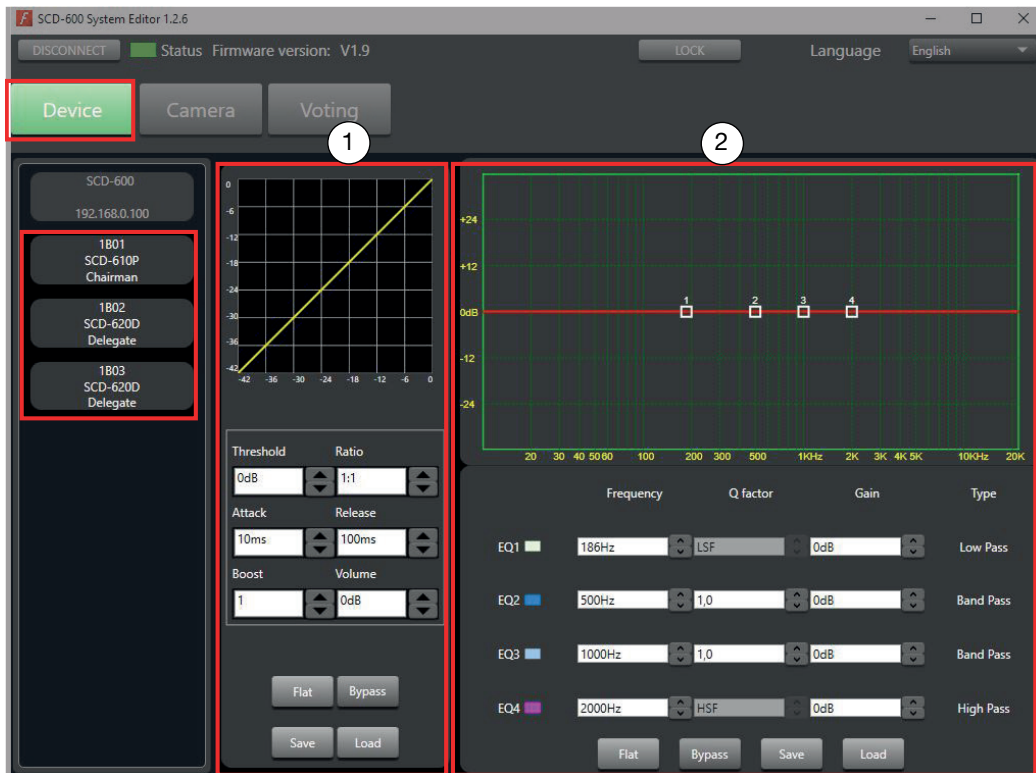 SCD-600 System Editor 1.2.6
DISCONNECT Status Firmware version: V1.9 LOCK Language English
Device Camera Voting
1 2
SCD-600
192.168.0.100
1B01
SCD-610P
Chairman
1B02
SCD-620D
Delegate
1B03
SCD-620D
Delegate
0
-6
-12
-18
-24
-30
-36
-42
-42 -36 -30 -24 -18 -12 -6 0
Threshold Ratio
0dB 1:1
Attack Release
10ms 100ms
Boost Volume
1 0dB
Flat Bypass
Save Load
+24
+12
0dB
-12
-24
1 2 3 4
20 30 40 50 60 100 200 300 500 1KHz 2K 3K 4K 5K 10KHz 20K
Frequency Q factor Gain Type
EQ1 186Hz LSF 0dB Low Pass
EQ2 500Hz 1,0 0dB Band Pass
EQ3 1000Hz 1,0 0dB Band Pass
EQ4 2000Hz HSF 0dB High Pass
Flat Bypass Save Load